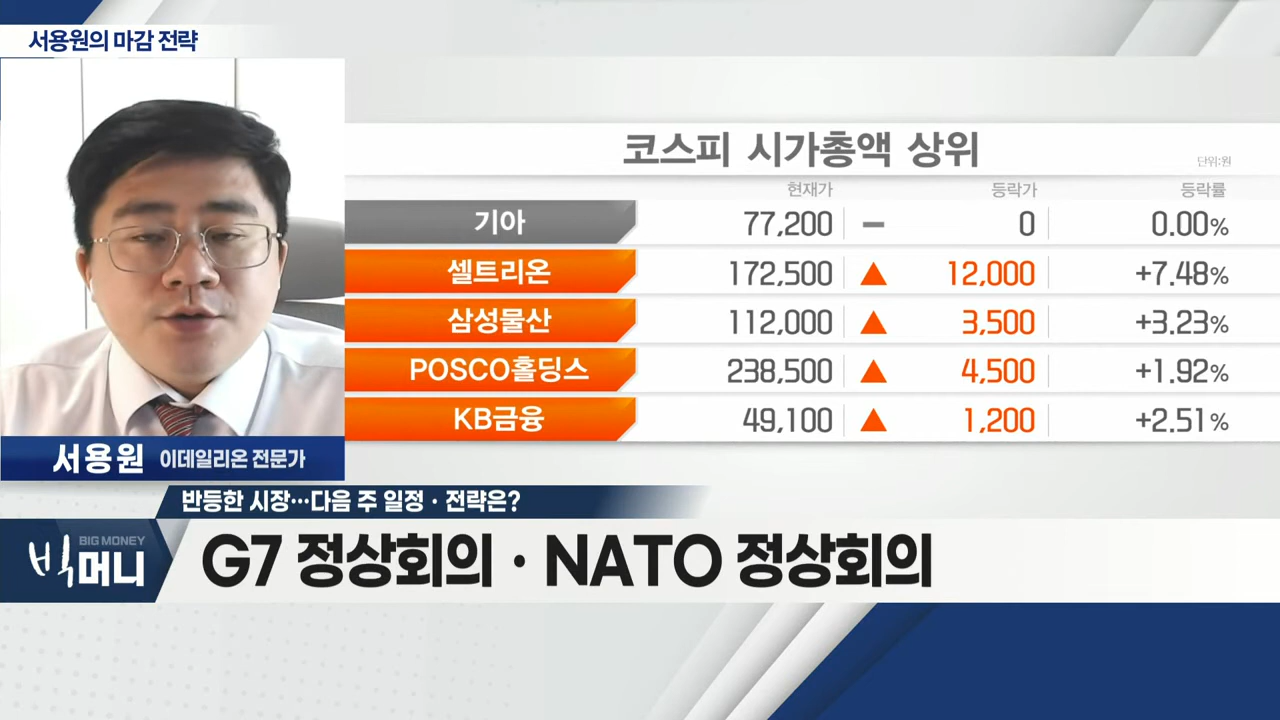 서용원의 마감 전략
코스피 시가총액 상위
단위:원
현재가 등락가 등락률
기아 77,200 0 0.00%
셀트리온 172,500 ▲ 12,000 +7.48%
삼성물산 112,000 ▲ 3,500 +3.23%
POSCO홀딩스 238,500 ▲ 4,500 +1.92%
KB금융 49,100 ▲ 1,200 +2.51%
서용원 이데일리온 전문가
반등한 시장…다음 주 일정·전략은?
BIG MONEY
빅머니
G7 정상회의·NATO 정상회의